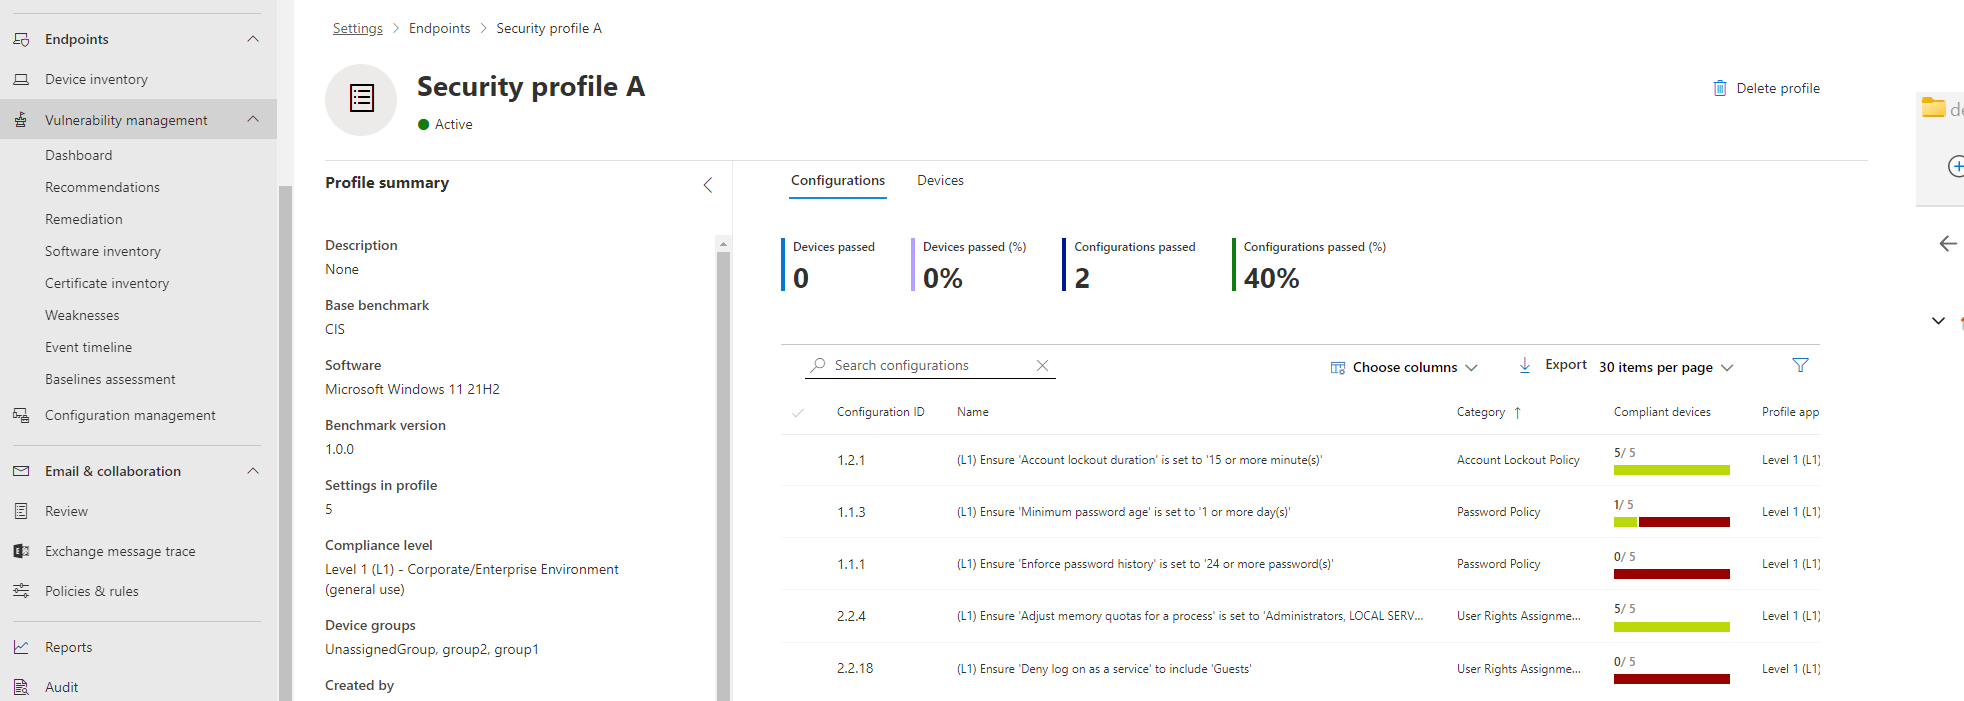 Endpoints
Device inventory
Vulnerability management
Dashboard
Recommendations
Remediation
Software inventory
Certificate inventory
Weaknesses
Event timeline
Baselines assessment
Configuration management
Email & collaboration
Review
Exchange message trace
Policies & rules
Reports
Audit
Settings > Endpoints > Security profile A
Security profile A
Active
Delete profile
Profile summary
Description
None
Base benchmark
CIS
Software
Microsoft Windows 11 21H2
Benchmark version
1.0.0
Settings in profile
5
Compliance level
Level 1 (L1) - Corporate/Enterprise Environment
(general use)
Device groups
UnassignedGroup, group2, group1
Created by
Configurations Devices
Devices passed Devices passed (%) Configurations passed Configurations passed (%)
0 0% 2 40%
Search configurations Choose columns Export 30 items per page
Configuration ID Name Category Compliant devices Profile app
1.2.1 (L1) Ensure 'Account lockout duration' is set to '15 or more minute(s)' Account Lockout Policy 5/ 5 Level 1 (L1)
1.1.3 (L1) Ensure 'Minimum password age' is set to '1 or more day(s)' Password Policy 1/ 5 Level 1 (L1)
1.1.1 (L1) Ensure 'Enforce password history' is set to '24 or more password(s)' Password Policy 0/ 5 Level 1 (L1)
2.2.4 (L1) Ensure 'Adjust memory quotas for a process' is set to 'Administrators, LOCAL SERV... User Rights Assignme... 5/ 5 Level 1 (L1)
2.2.18 (L1) Ensure 'Deny log on as a service' to include 'Guests' User Rights Assignme... 0/ 5 Level 1 (L1)